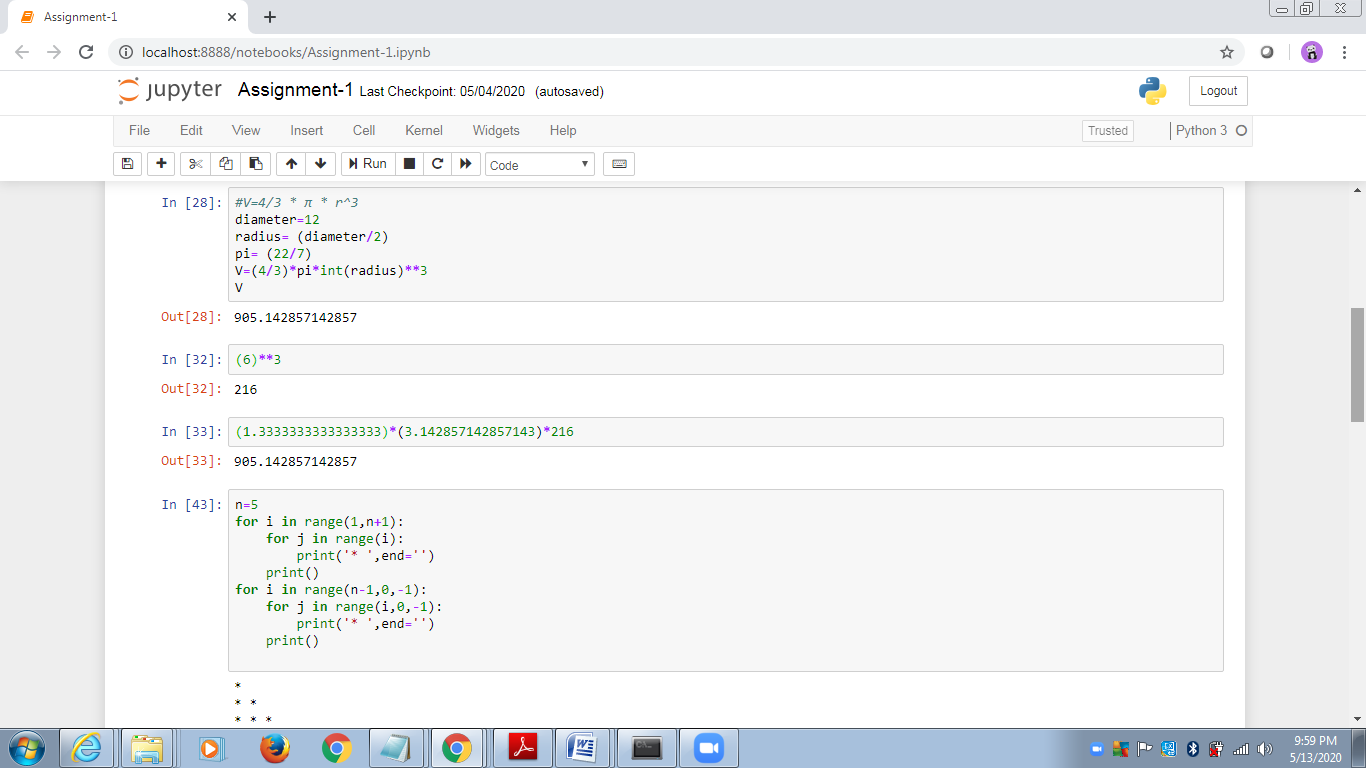 Assignment-1
localhost:8888/notebooks/Assignment-1.ipynb
jupyter Assignment-1 Last Checkpoint: 05/04/2020 (autosaved)
Logout
File Edit View Insert Cell Kernel Widgets Help
Trusted
Python 3
Run
Code
In [28]: #V=4/3 * π * r^3
diameter=12
radius= (diameter/2)
pi= (22/7)
V=(4/3)*pi*int(radius)**3
V
Out[28]: 905.142857142857
In [32]: (6)**3
Out[32]: 216
In [33]: (1.3333333333333333)*(3.142857142857143)*216
Out[33]: 905.142857142857
In [43]: n=5
for i in range(1,n+1):
    for j in range(i):
        print('* ',end='')
    print()
for i in range(n-1,0,-1):
    for j in range(i,0,-1):
        print('* ',end='')
    print()
*
* *
* * *
9:59 PM
5/13/2020